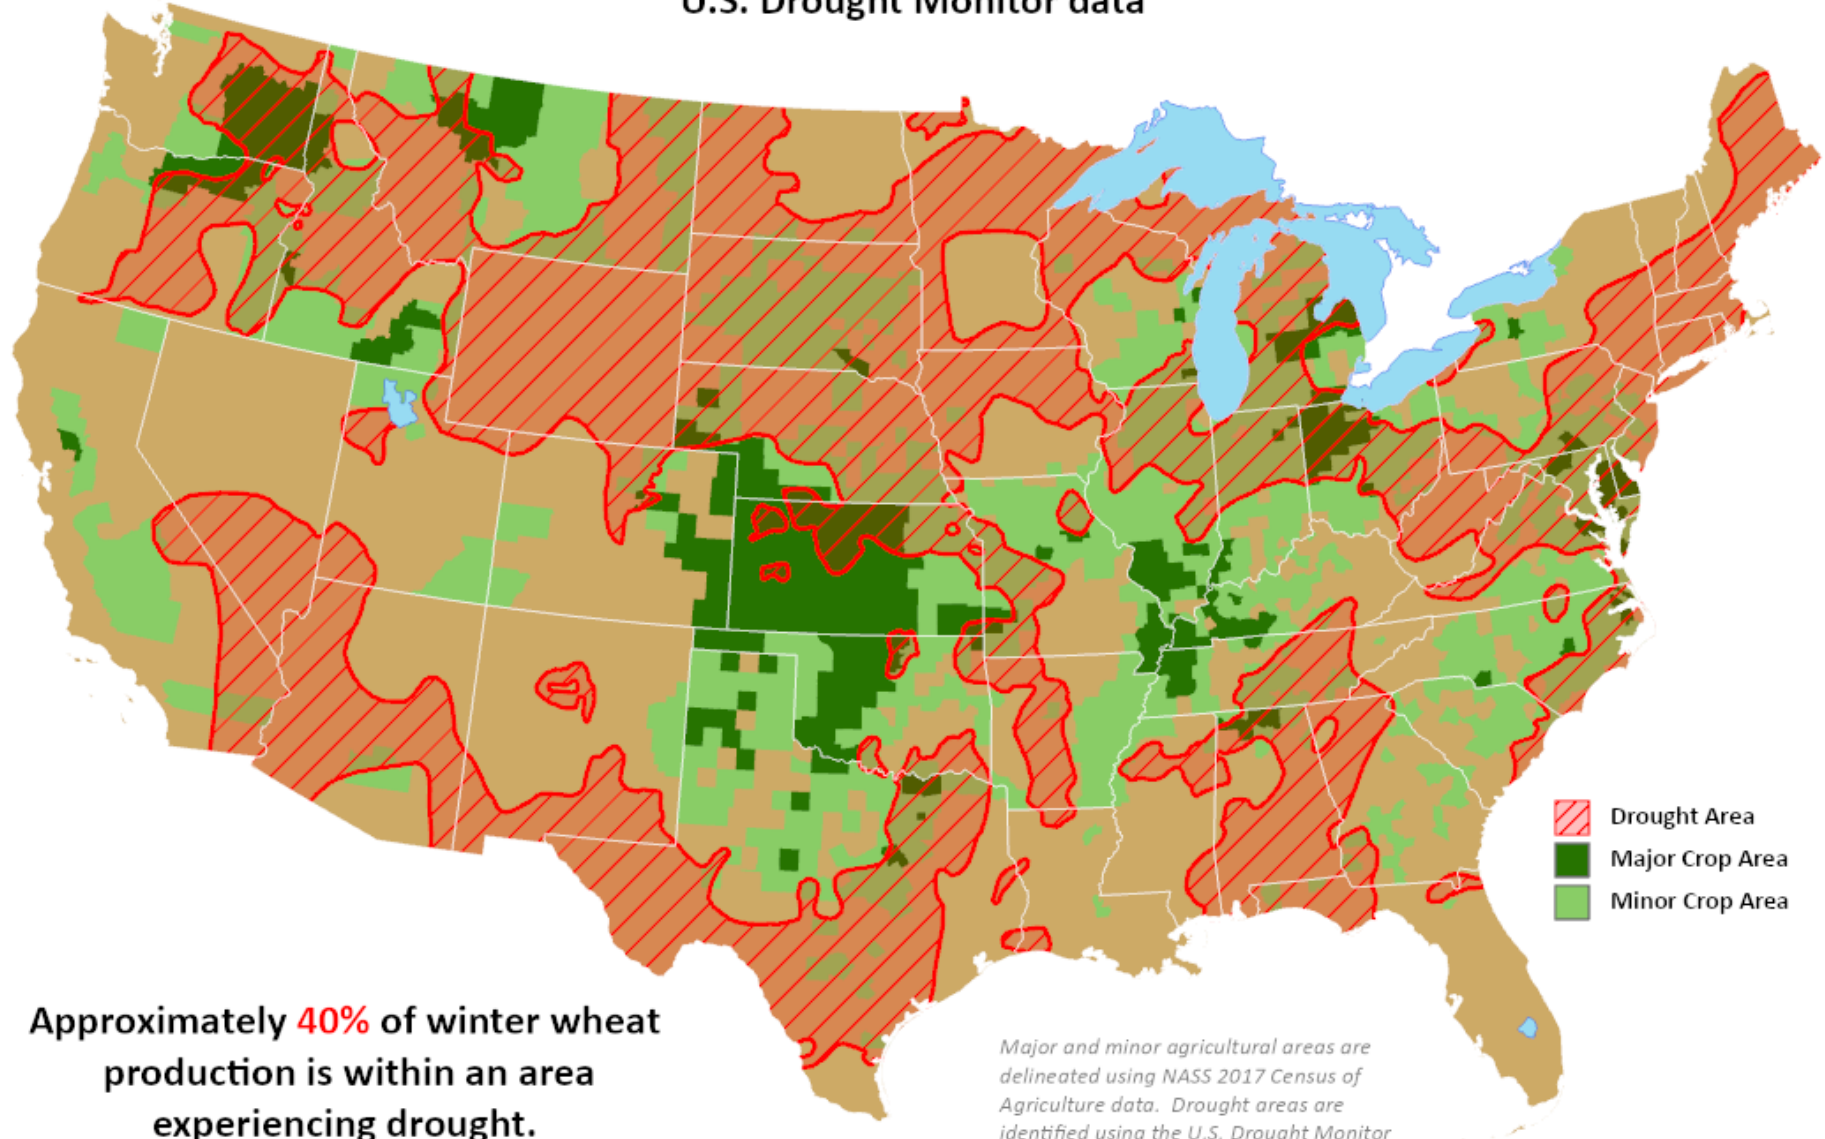 U.S. Drought Monitor data
Drought Area
Major Crop Area
Minor Crop Area
Approximately 40% of winter wheat
production is within an area
experiencing drought.
Major and minor agricultural areas are
delineated using NASS 2017 Census of
Agriculture data. Drought areas are
identified using the U.S. Drought Monitor